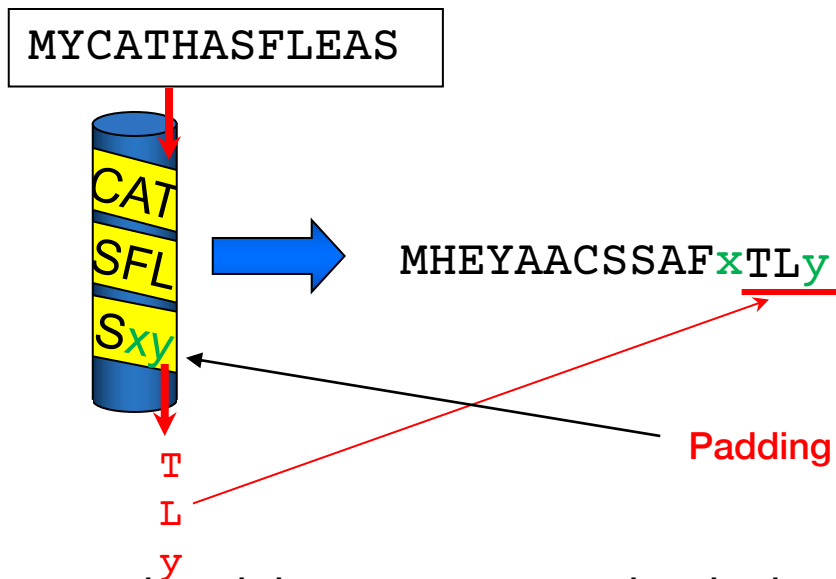 MYCATHASFLEAS
CAT
SFL
Sxy
MHEYAACSSAFxTLy
Padding
T
L
y